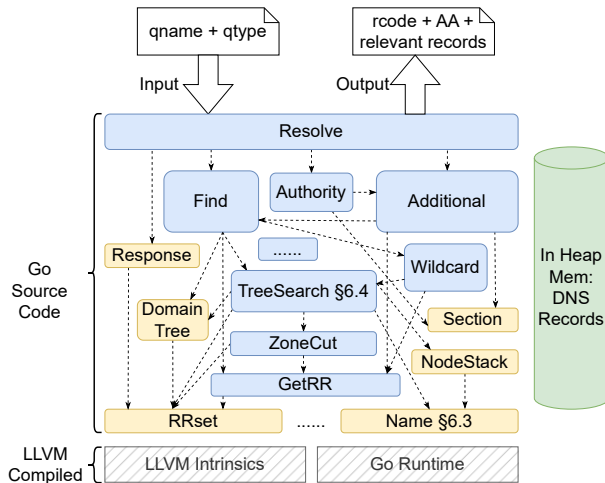 qname + qtype
rcode + AA +
relevant records
Input
Output
Resolve
Find
Authority
Additional
Response
......
Wildcard
Go
Source
Code
Domain
Tree
TreeSearch §6.4
Section
ZoneCut
NodeStack
GetRR
RRset
......
Name §6.3
In Heap
Mem:
DNS
Records
LLVM
Compiled
LLVM Intrinsics
Go Runtime